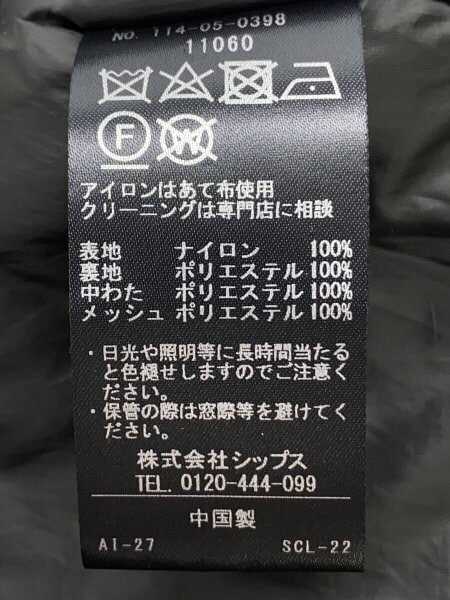 NO. 114-05-0398
11060
F
W
アイロンはあて布使用
クリーニングは専門店に相談
表地 ナイロン 100%
裏地 ポリエステル 100%
中わた ポリエステル 100%
メッシュ ポリエステル 100%
・日光や照明等に長時間当たる
と色褪せしますのでご注意く
ださい。
・保管の際は窓際等を避けてく
ださい。
株式会社シップス
TEL. 0120-444-099
中国製
AI-27 SCL-22